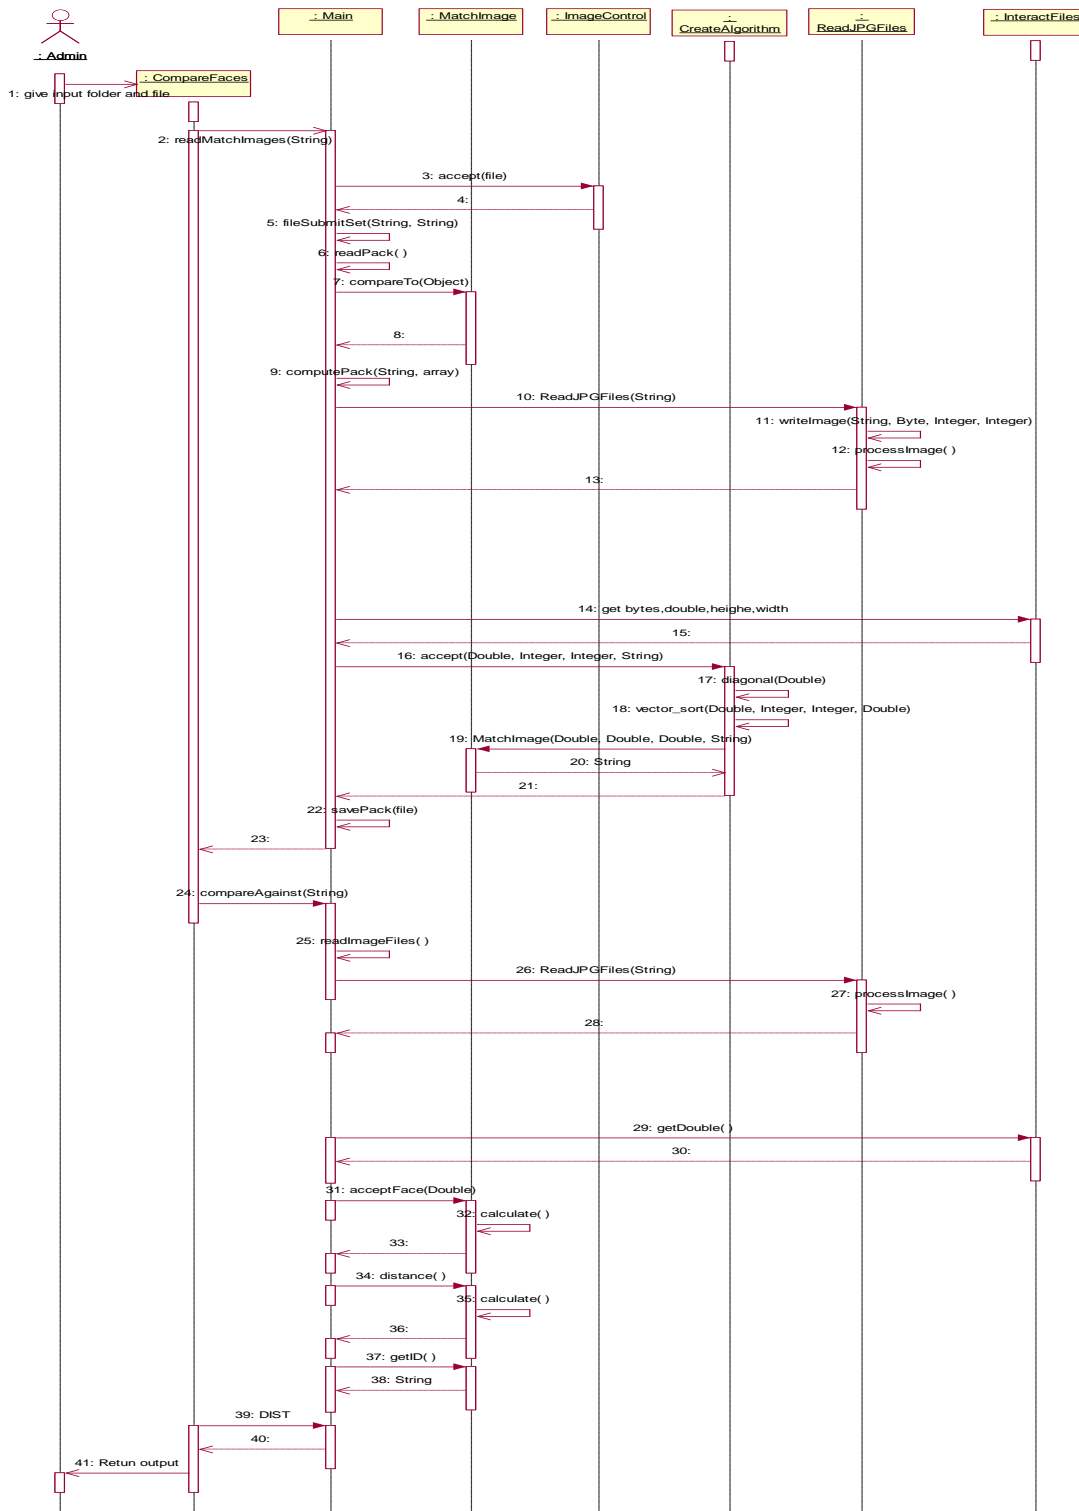 : Main
: MatchImage
: ImageControl
:
CreateAlgorithm
:
ReadJPGFiles
: InteractFiles
: Admin
: CompareFaces
1: give input folder and file
2: readMatchImages(String)
3: accept(file)
4:
5: fileSubmitSet(String, String)
6: readPack( )
7: compareTo(Object)
8:
9: computePack(String, array)
10: ReadJPGFiles(String)
11: writeImage(String, Byte, Integer, Integer)
12: processImage( )
13:
14: get bytes,double,heighe,width
15:
16: accept(Double, Integer, Integer, String)
17: diagonal(Double)
18: vector_sort(Double, Integer, Integer, Double)
19: MatchImage(Double, Double, Double, String)
20: String
21:
22: savePack(file)
23:
24: compareAgainst(String)
25: readImageFiles( )
26: ReadJPGFiles(String)
27: processImage( )
28:
29: getDouble( )
30:
31: acceptFace(Double)
32: calculate( )
33:
34: distance( )
35: calculate( )
36:
37: getID( )
38: String
39: DIST
40:
41: Retun output